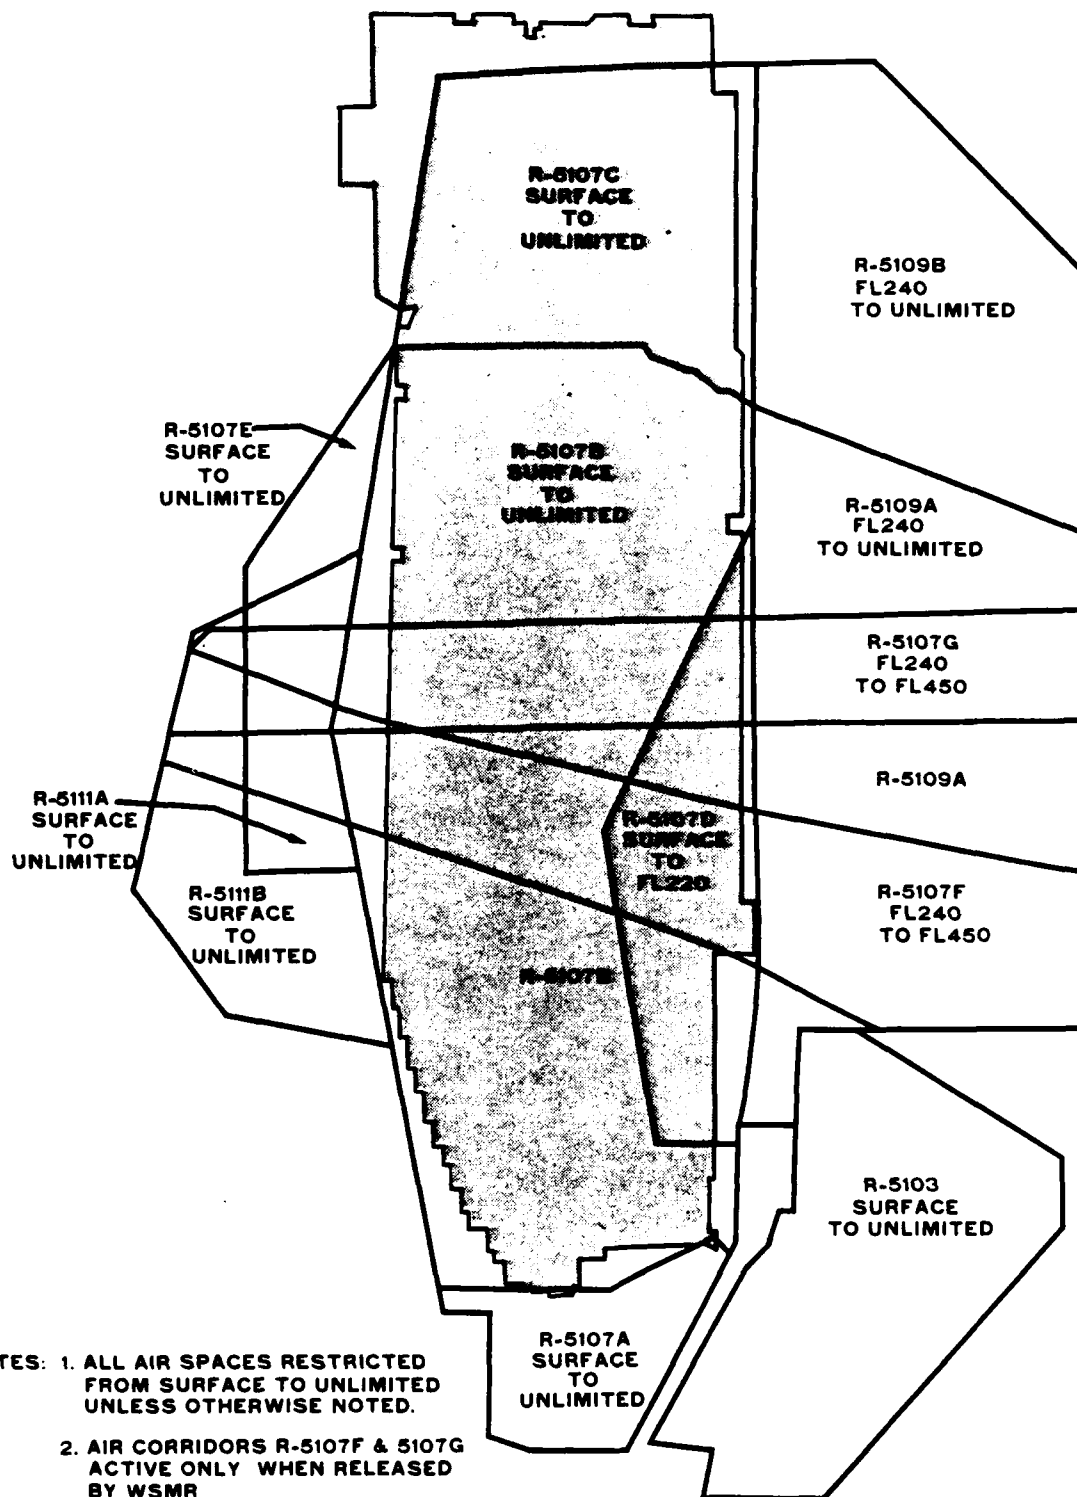 R-5107C
SURFACE
TO
UNLIMITED
R-5109B
FL240
TO UNLIMITED
R-5107E
SURFACE
TO
UNLIMITED
R-5107B
SURFACE
TO
UNLIMITED
R-5109A
FL240
TO UNLIMITED
R-5107G
FL240
TO FL450
R-5109A
R-5111A
SURFACE
TO
UNLIMITED
R-5107D
SURFACE
TO
FL220
R-5111B
SURFACE
TO
UNLIMITED
R-5107F
FL240
TO FL450
R-5107B
R-5103
SURFACE
TO UNLIMITED
R-5107A
SURFACE
TO
UNLIMITED
TES: 1. ALL AIR SPACES RESTRICTED
FROM SURFACE TO UNLIMITED
UNLESS OTHERWISE NOTED.
2. AIR CORRIDORS R-5107F & 5107G
ACTIVE ONLY WHEN RELEASED
BY WSMR